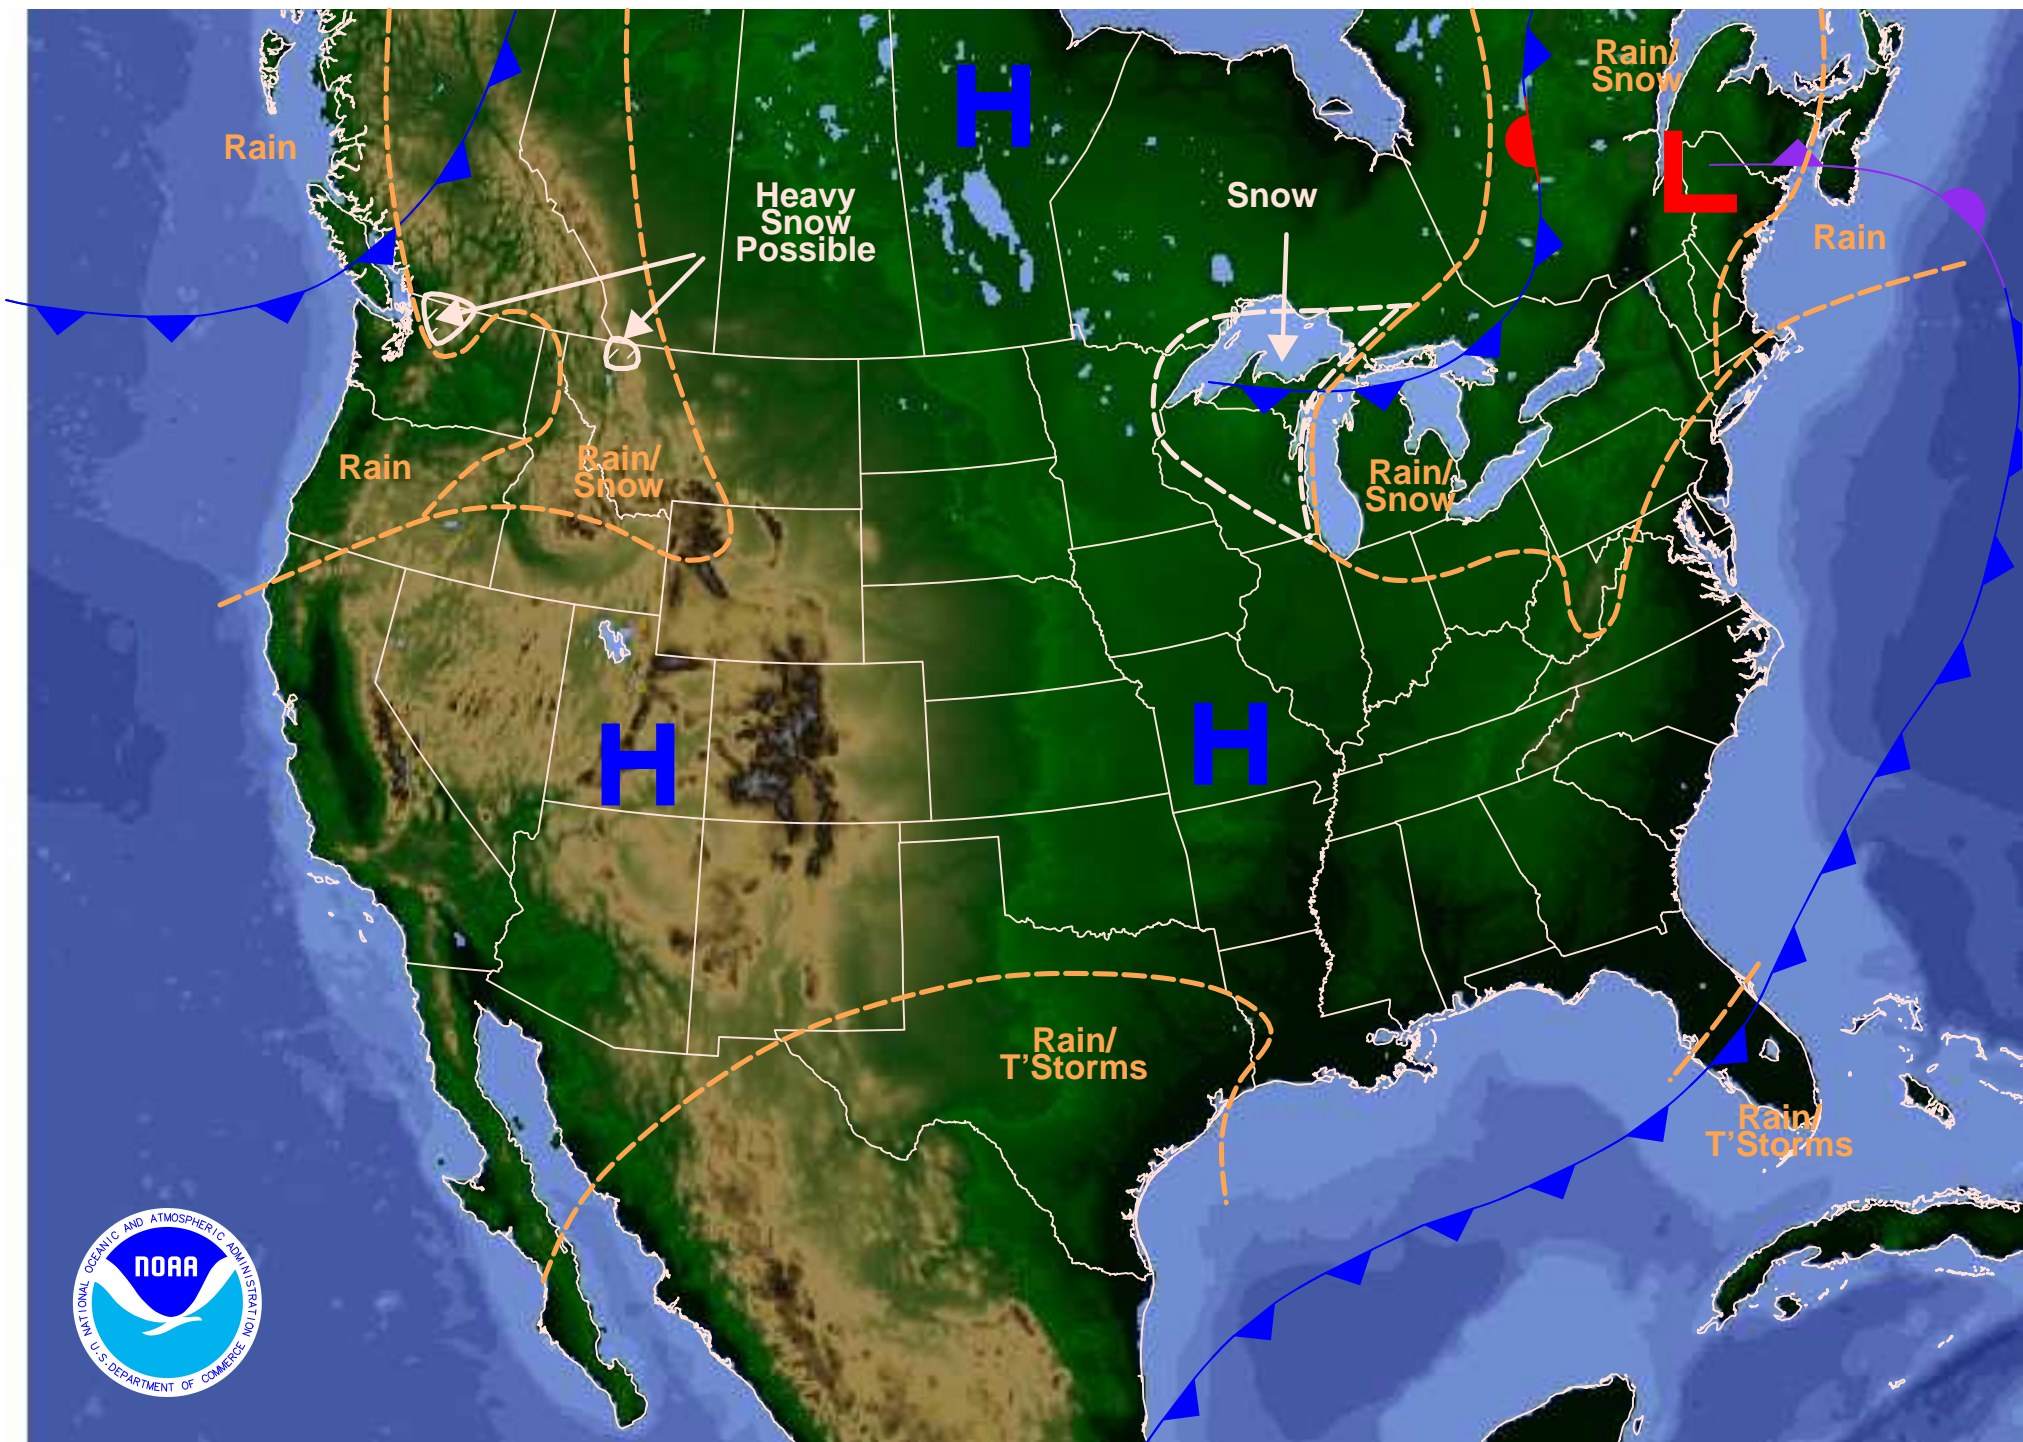 Rain/
Snow
H
Rain
L
Heavy
Snow
Possible
Snow
Rain
Rain
Rain/
Snow
Rain/
Snow
H
H
Rain/
T'Storms
Rain/
T'Storms
NATIONAL OCEANIC AND ATMOSPHERIC ADMINISTRATION
NOAA
U.S. DEPARTMENT OF COMMERCE